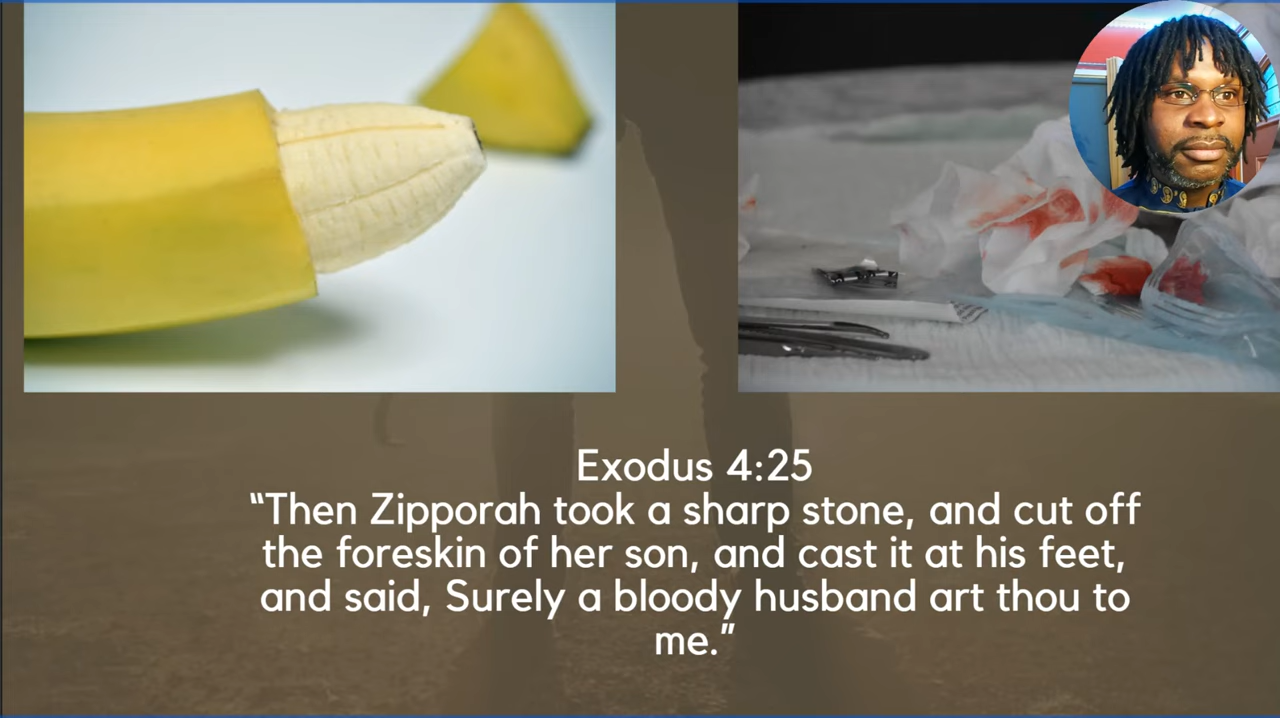 Exodus 4:25
“Then Zipporah took a sharp stone, and cut off
the foreskin of her son, and cast it at his feet,
and said, Surely a bloody husband art thou to
me.”